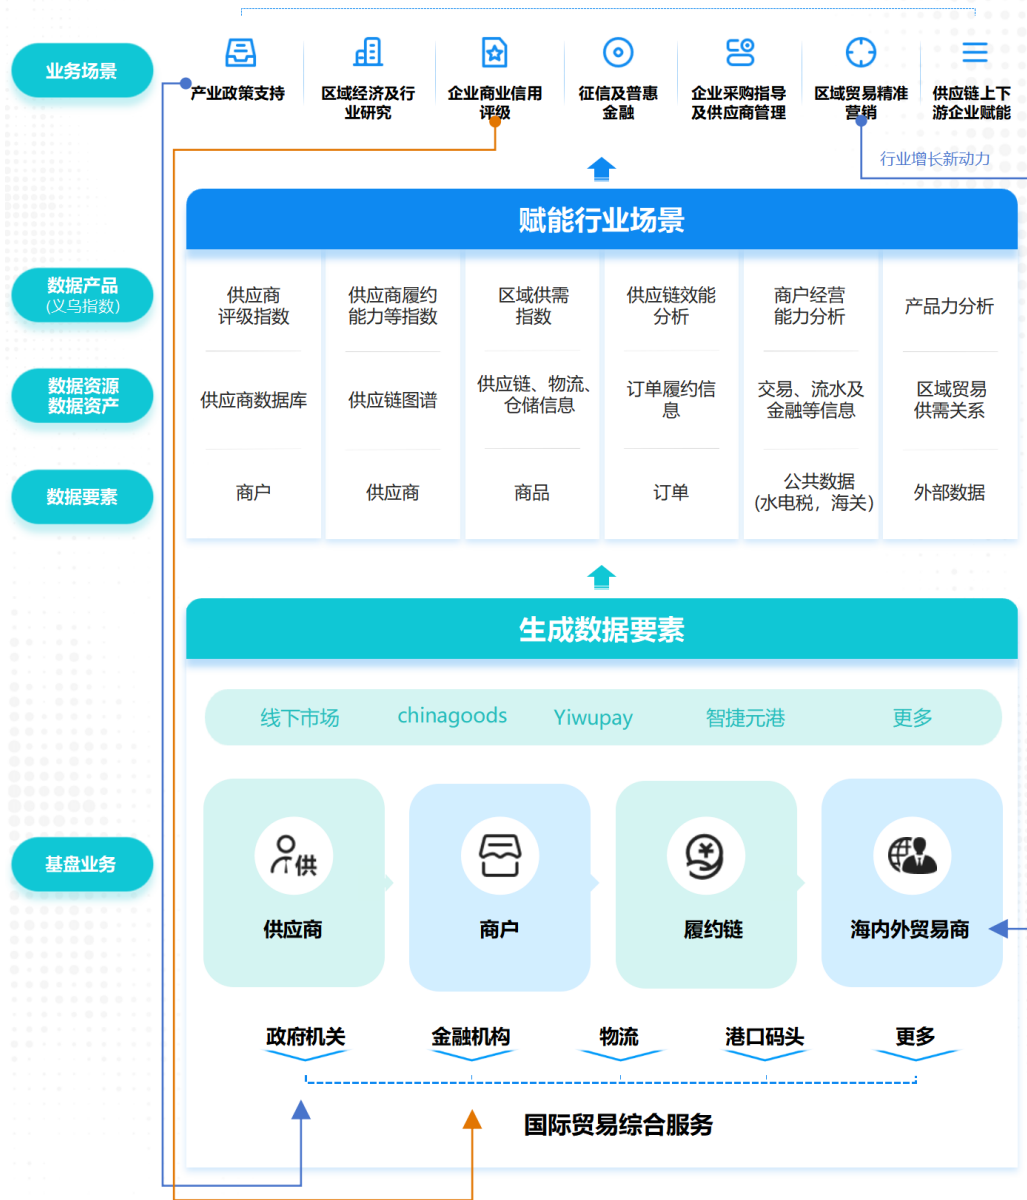 业务场景
产业政策支持
区域经济及行
业研究
企业商业信用
评级
征信及普惠
金融
企业采购指导
及供应商管理
区域贸易精准
营销
供应链上下
游企业赋能
行业增长新动力
赋能行业场景
数据产品
(义乌指数)
供应商
评级指数
供应商履约
能力等指数
区域供需
指数
供应链效能
分析
商户经营
能力分析
产品力分析
数据资源
数据资产
供应商数据库
供应链图谱
供应链、物流、
仓储信息
订单履约信
息
交易、流水及
金融等信息
区域贸易
供需关系
数据要素
商户
供应商
商品
订单
公共数据
(水电税，海关)
外部数据
生成数据要素
线下市场
chinagoods
Yiwupay
智捷元港
更多
基盘业务
供
供应商
商户
履约链
海内外贸易商
政府机关
金融机构
物流
港口码头
更多
国际贸易综合服务